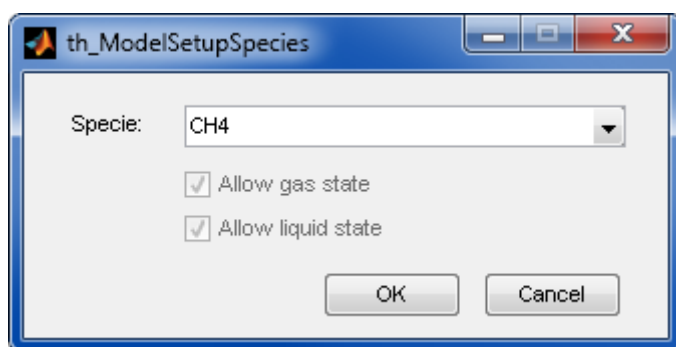 th_ModelSetupSpecies
Specie: CH4
Allow gas state
Allow liquid state
OK Cancel